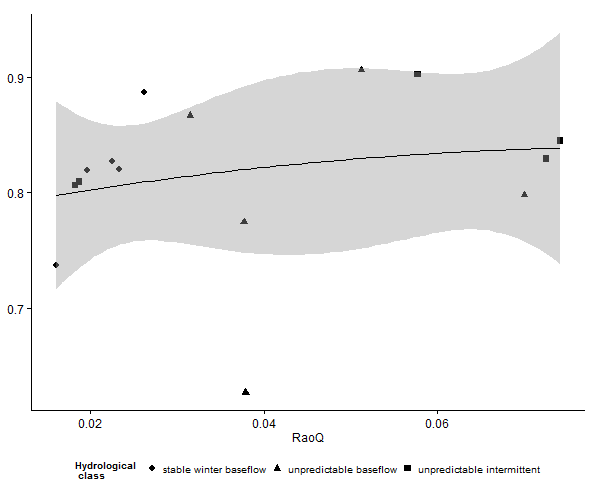 0.9
0.8
0.7
0.02 0.04 0.06
RaoQ
Hydrological
class
stable winter baseflow unpredictable baseflow unpredictable intermittent